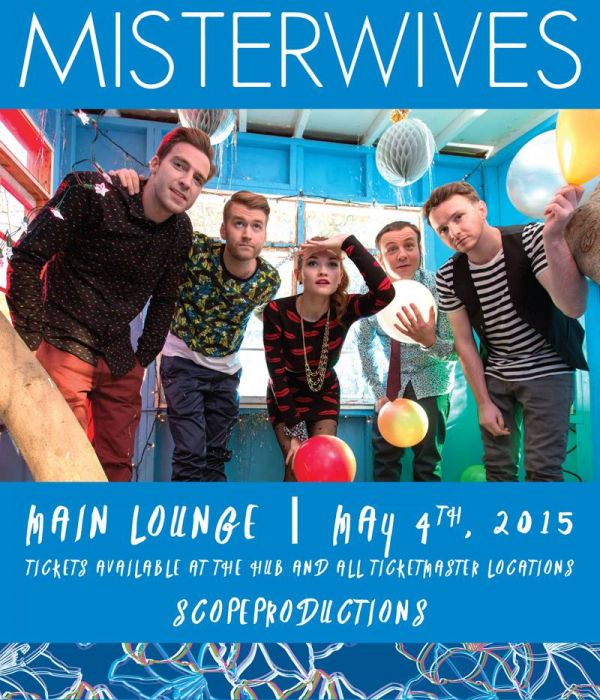 MISTERWIVES
MAIN LOUNGE | MAY 4TH, 2015
TICKETS AVAILABLE AT THE HUB AND ALL TICKETMASTER LOCATIONS
SCOPEPRODUCTIONS